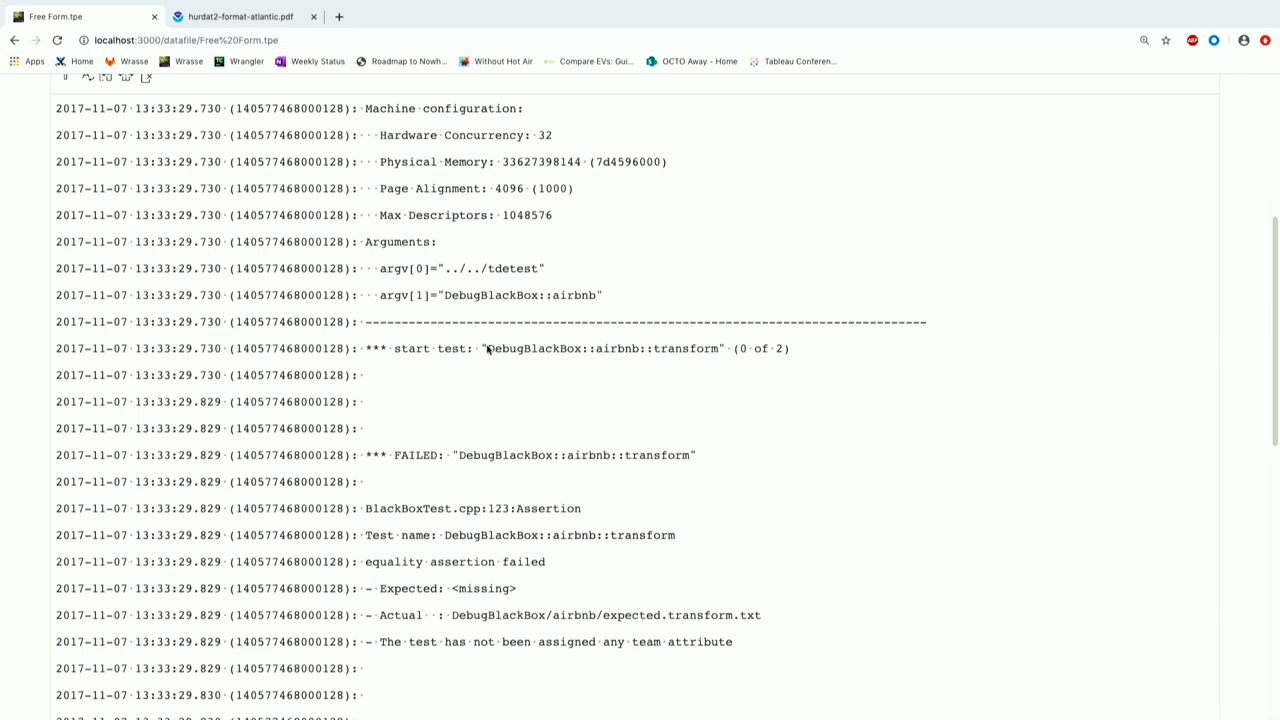 Free Form.tpe
hurdat2-format-atlantic.pdf
localhost:3000/datafile/Free%20Form.tpe
Apps Home Wrasse Wrasse Wrangler Weekly Status Roadmap to Nowh... Without Hot Air Compare EVs: Gui... OCTO Away - Home Tableau Conferen...
2017-11-07·13:33:29.730·(140577468000128):·Machine·configuration:
2017-11-07·13:33:29.730·(140577468000128):···Hardware·Concurrency:·32
2017-11-07·13:33:29.730·(140577468000128):···Physical·Memory:·33627398144·(7d4596000)
2017-11-07·13:33:29.730·(140577468000128):···Page·Alignment:·4096·(1000)
2017-11-07·13:33:29.730·(140577468000128):···Max·Descriptors:·1048576
2017-11-07·13:33:29.730·(140577468000128):·Arguments:
2017-11-07·13:33:29.730·(140577468000128):···argv[0]="../../tdetest"
2017-11-07·13:33:29.730·(140577468000128):···argv[1]="DebugBlackBox::airbnb"
2017-11-07·13:33:29.730·(140577468000128):·------------------------------------------------------------------------------
2017-11-07·13:33:29.730·(140577468000128):·***·start·test:·"DebugBlackBox::airbnb::transform"·(0·of·2)
2017-11-07·13:33:29.730·(140577468000128):·
2017-11-07·13:33:29.829·(140577468000128):·
2017-11-07·13:33:29.829·(140577468000128):·
2017-11-07·13:33:29.829·(140577468000128):·***·FAILED:·"DebugBlackBox::airbnb::transform"
2017-11-07·13:33:29.829·(140577468000128):·
2017-11-07·13:33:29.829·(140577468000128):·BlackBoxTest.cpp:123:Assertion
2017-11-07·13:33:29.829·(140577468000128):·Test·name:·DebugBlackBox::airbnb::transform
2017-11-07·13:33:29.829·(140577468000128):·equality·assertion·failed
2017-11-07·13:33:29.829·(140577468000128):·-·Expected:·<missing>
2017-11-07·13:33:29.829·(140577468000128):·-·Actual··:·DebugBlackBox/airbnb/expected.transform.txt
2017-11-07·13:33:29.829·(140577468000128):·-·The·test·has·not·been·assigned·any·team·attribute
2017-11-07·13:33:29.829·(140577468000128):·
2017-11-07·13:33:29.830·(140577468000128):·